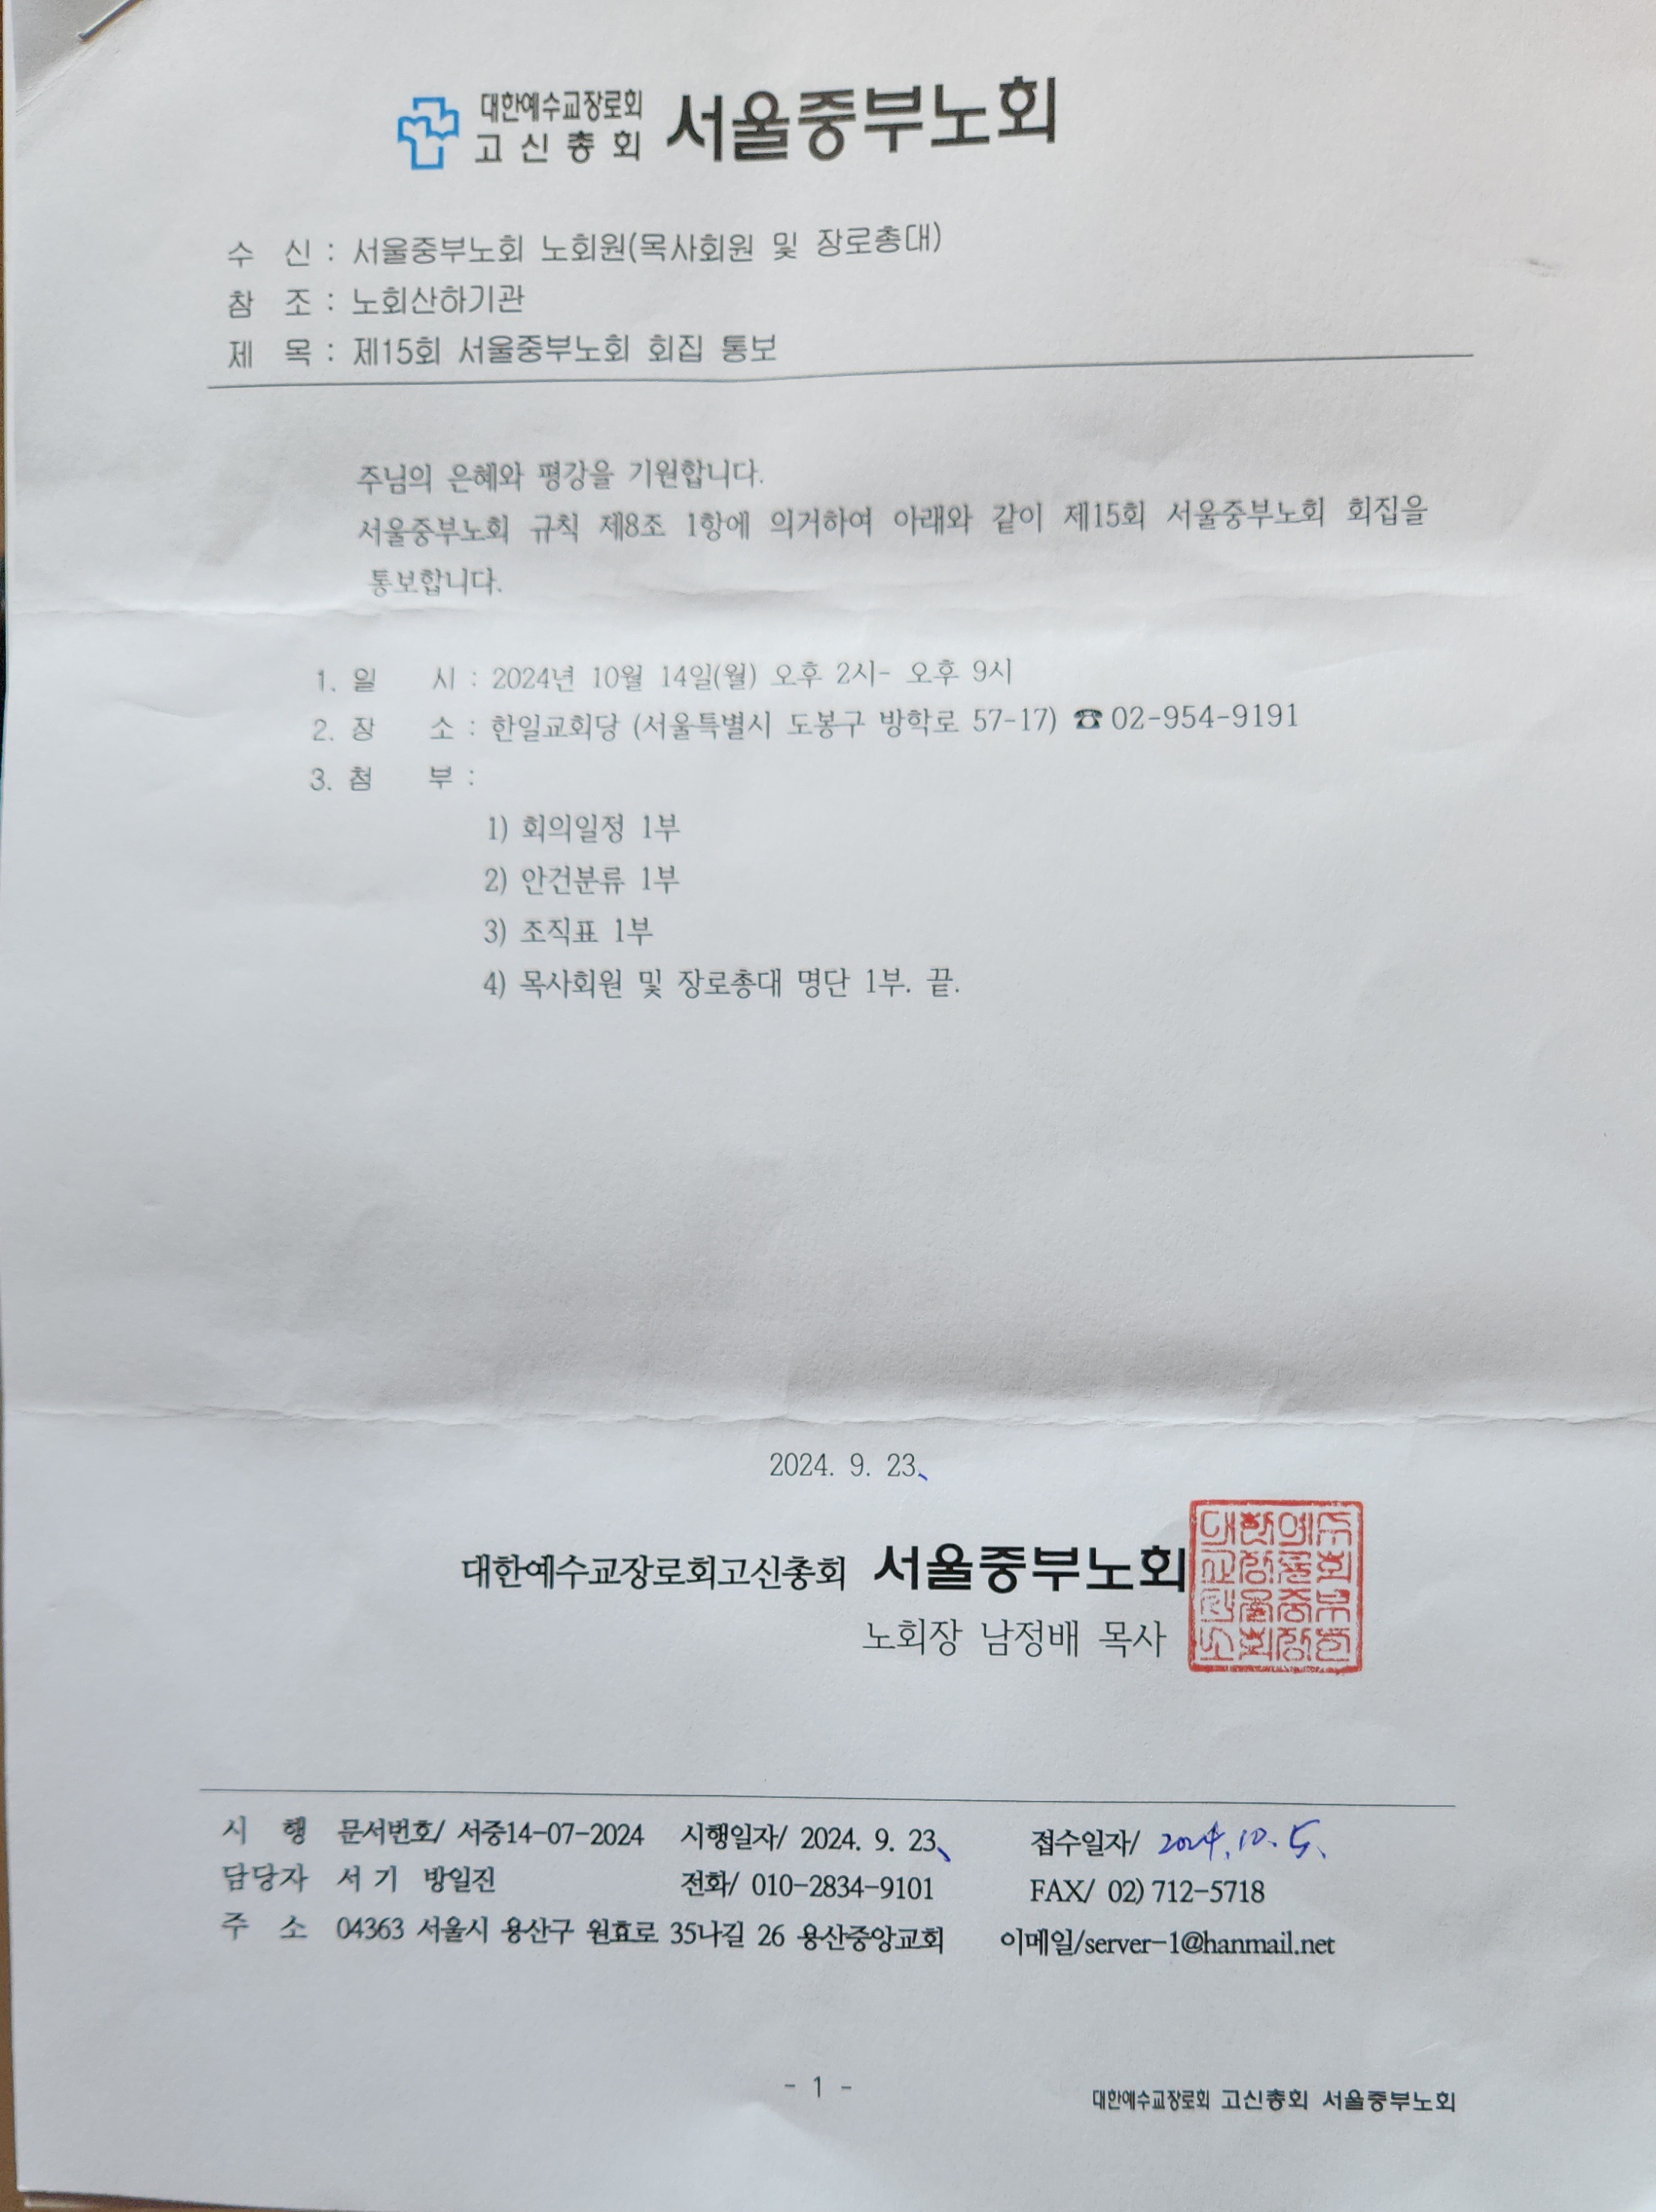 대한예수교장로회
고신총회 서울중부노회
수 신 : 서울중부노회 노회원(목사회원 및 장로총대)
참 조 : 노회산하기관
제 목 : 제15회 서울중부노회 회집 통보
주님의 은혜와 평강을 기원합니다.
서울중부노회 규칙 제8조 1항에 의거하여 아래와 같이 제15회 서울중부노회 회집을
통보합니다.
1. 일 시 : 2024년 10월 14일(월) 오후 2시- 오후 9시
2. 장 소 : 한일교회당 (서울특별시 도봉구 방학로 57-17) ☎ 02-954-9191
3. 첨 부 :
1) 회의일정 1부
2) 안건분류 1부
3) 조직표 1부
4) 목사회원 및 장로총대 명단 1부. 끝.
2024. 9. 23.
대한예수교장로회고신총회 서울중부노회
노회장 남정배 목사
시 행 문서번호/ 서중14-07-2024 시행일자/ 2024. 9. 23. 접수일자/ 2024. 10. 5.
담당자 서 기 방일진 전화/ 010-2834-9101 FAX/ 02) 712-5718
주 소 04363 서울시 용산구 원효로 35나길 26 용산중앙교회 이메일/server-1@hanmail.net
- 1 -
대한예수교장로회 고신총회 서울중부노회